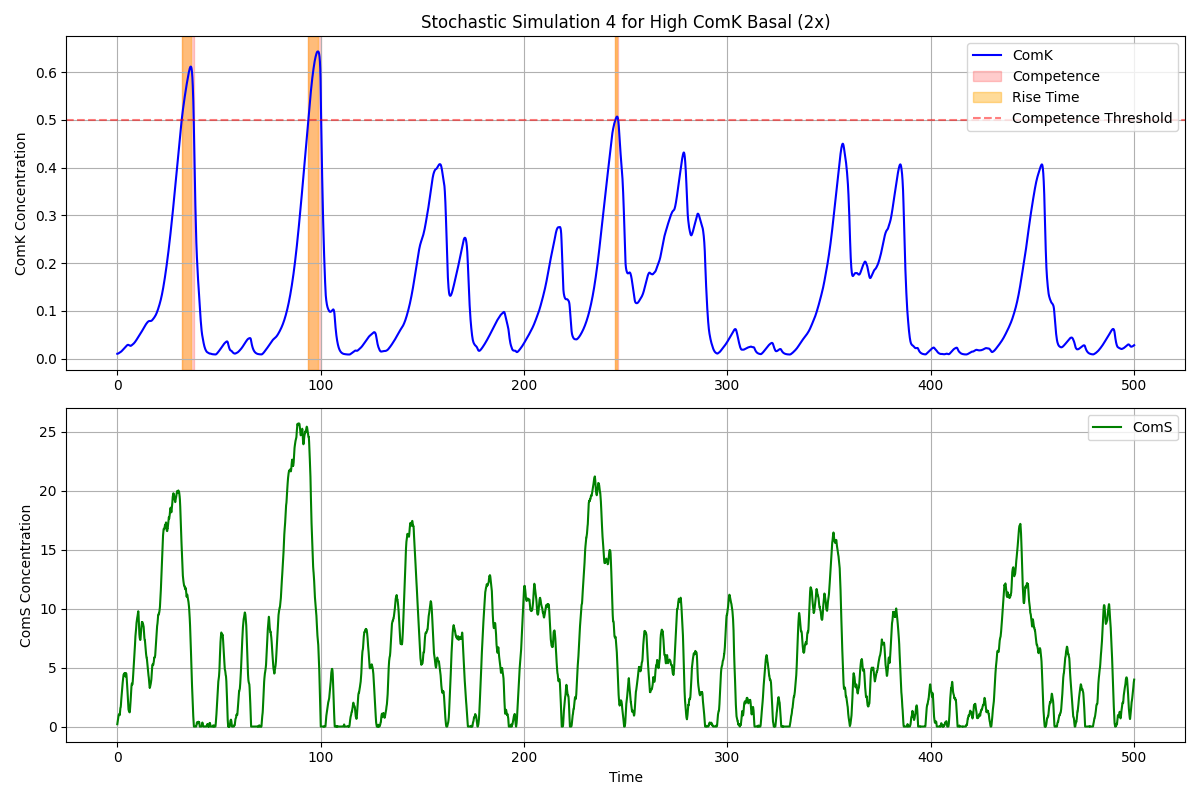 Stochastic Simulation 4 for High ComK Basal (2x)
ComK Concentration
0.6
0.5
0.4
0.3
0.2
0.1
0.0
ComK
Competence
Rise Time
Competence Threshold
0 100 200 300 400 500
ComS Concentration
25
20
15
10
5
0
ComS
0 100 200 300 400 500
Time